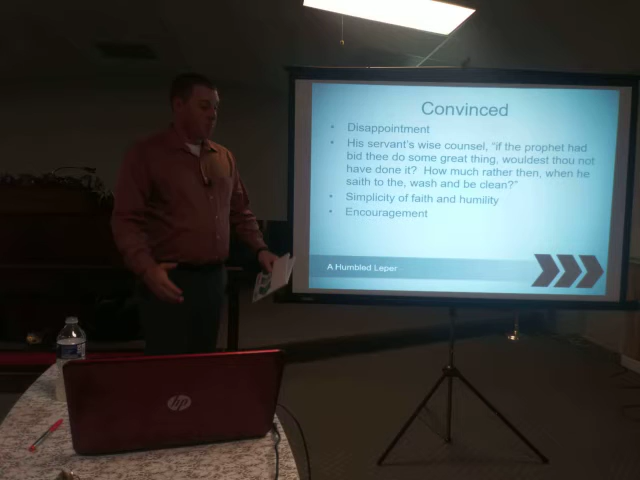 Convinced
• Disappointment
• His servant's wise counsel, "if the prophet had
bid thee do some great thing, wouldest thou not
have done it? How much rather then, when he
saith to the, wash and be clean?"
• Simplicity of faith and humility
• Encouragement
A Humbled Leper
hp